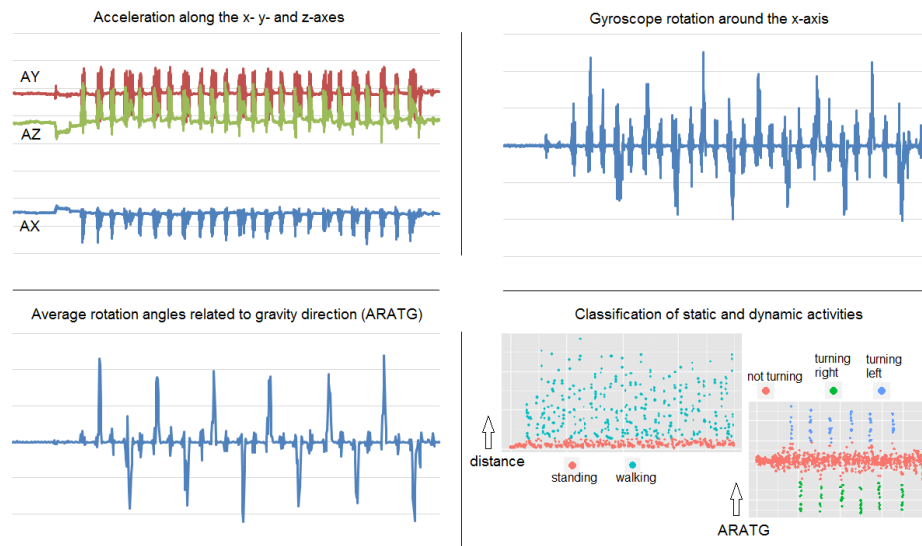 Acceleration along the x- y- and z-axes
AY
AZ
AX
Gyroscope rotation around the x-axis
Average rotation angles related to gravity direction (ARATG)
Classification of static and dynamic activities
distance
standing
walking
not turning
turning
right
turning
left
ARATG